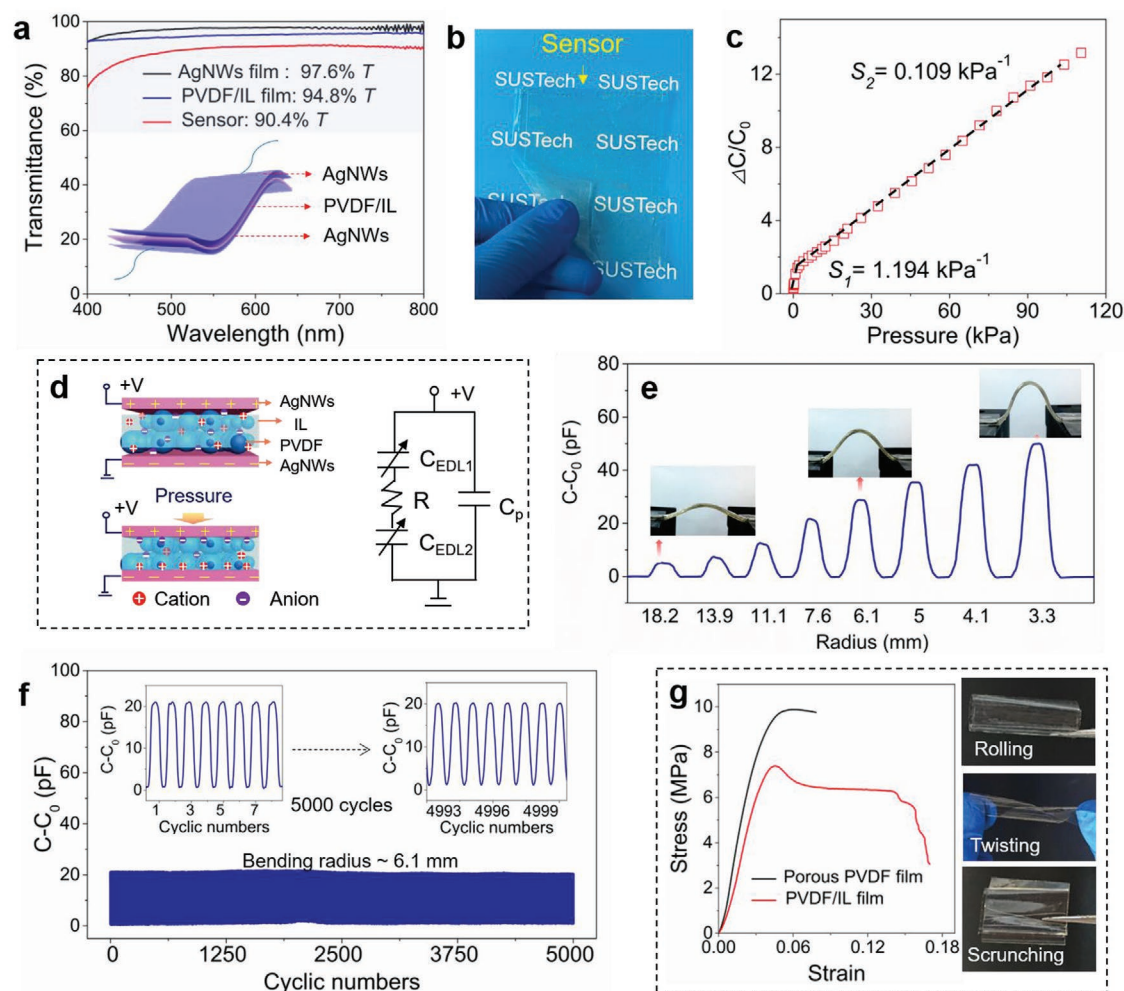 a
Transmittance (%)
100
80
60
40
20
0
AgNWs film : 97.6% T
PVDF/IL film: 94.8% T
Sensor: 90.4% T
AgNWs
PVDF/IL
AgNWs
400 500 600 700 800
Wavelength (nm)
b
Sensor
SUSTech SUSTech
SUSTech SUSTech
SUSTech SUSTech
SUSTech
c
ΔC/C0
12
8
4
0
S2= 0.109 kPa-1
S1= 1.194 kPa-1
0 30 60 90 120
Pressure (kPa)
d
+V
AgNWs
IL
PVDF
AgNWs
Pressure
+V
Cation Anion
+V
CEDL1
R
Cp
CEDL2
e
C-C0 (pF)
80
60
40
20
0
18.2 13.9 11.1 7.6 6.1 5 4.1 3.3
Radius (mm)
f
C-C0 (pF)
100
80
60
40
20
0
C-C0 (pF)
20
10
0
1 3 5 7
Cyclic numbers
5000 cycles
C-C0 (pF)
20
10
0
4993 4996 4999
Cyclic numbers
Bending radius ~ 6.1 mm
0 1250 2500 3750 5000
Cyclic numbers
g
Stress (MPa)
10
8
6
4
2
0
Porous PVDF film
PVDF/IL film
0.00 0.06 0.12 0.18
Strain
Rolling
Twisting
Scrunching